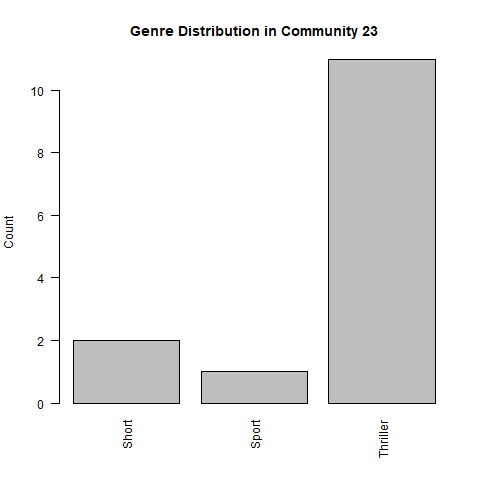 Genre Distribution in Community 23
Count
10
8
6
4
2
0
Short
Sport
Thriller